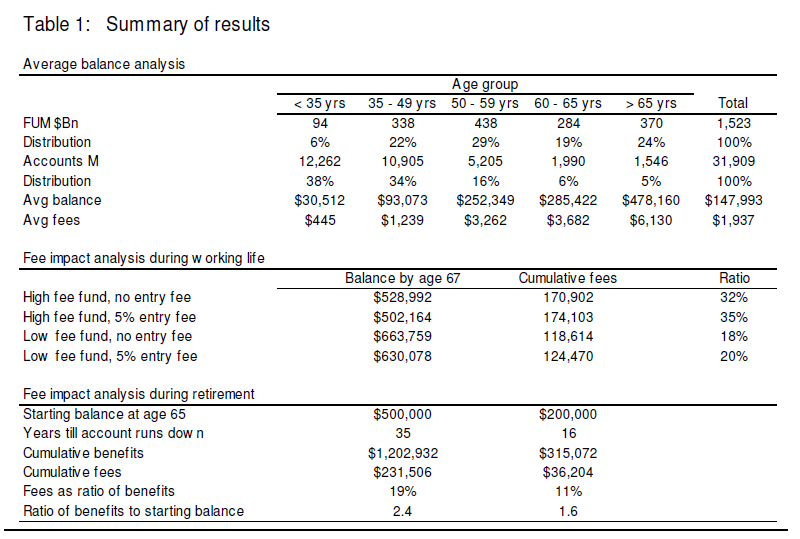 Table 1: Summary of results
Average balance analysis
Age group
< 35 yrs 35 - 49 yrs 50 - 59 yrs 60 - 65 yrs > 65 yrs Total
FUM $Bn 94 338 438 284 370 1,523
Distribution 6% 22% 29% 19% 24% 100%
Accounts M 12,262 10,905 5,205 1,990 1,546 31,909
Distribution 38% 34% 16% 6% 5% 100%
Avg balance $30,512 $93,073 $252,349 $285,422 $478,160 $147,993
Avg fees $445 $1,239 $3,262 $3,682 $6,130 $1,937
Fee impact analysis during working life
Balance by age 67 Cumulative fees Ratio
High fee fund, no entry fee $528,992 170,902 32%
High fee fund, 5% entry fee $502,164 174,103 35%
Low fee fund, no entry fee $663,759 118,614 18%
Low fee fund, 5% entry fee $630,078 124,470 20%
Fee impact analysis during retirement
Starting balance at age 65 $500,000 $200,000
Years till account runs down 35 16
Cumulative benefits $1,202,932 $315,072
Cumulative fees $231,506 $36,204
Fees as ratio of benefits 19% 11%
Ratio of benefits to starting balance 2.4 1.6